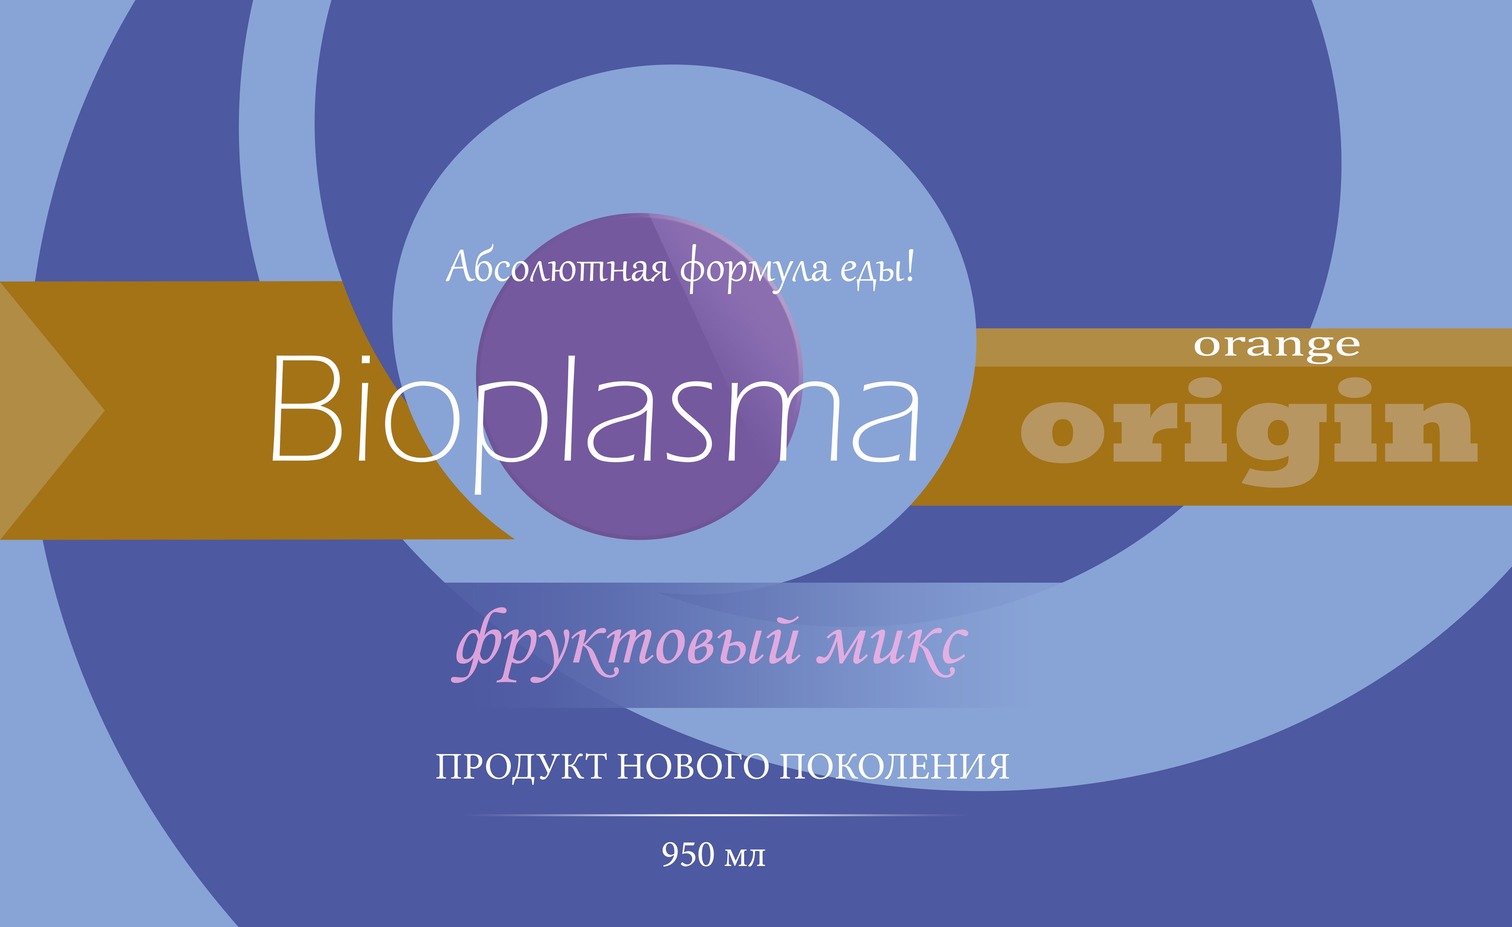 Абсолютная формула еды!
Bioplasma
orange
origin
фруктовый микс
ПРОДУКТ НОВОГО ПОКОЛЕНИЯ
950 мл